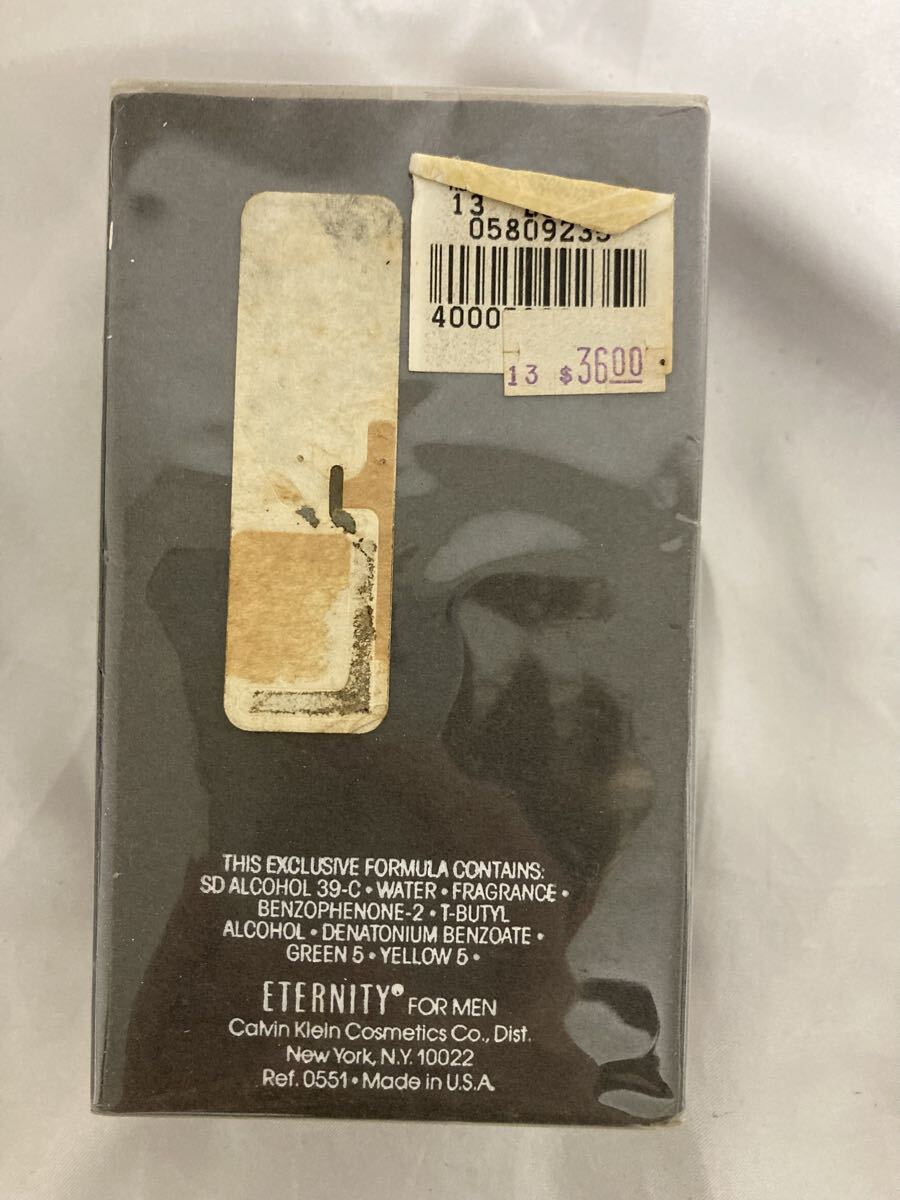 13
058092
4000
13 $3600
THIS EXCLUSIVE FORMULA CONTAINS:
SD ALCOHOL 39-C • WATER • FRAGRANCE •
BENZOPHENONE-2 • T-BUTYL
ALCOHOL • DENATONIUM BENZOATE •
GREEN 5 • YELLOW 5 •
ETERNITY® FOR MEN
Calvin Klein Cosmetics Co., Dist.
New York, N.Y. 10022
Ref. 0551 • Made in U.S.A.